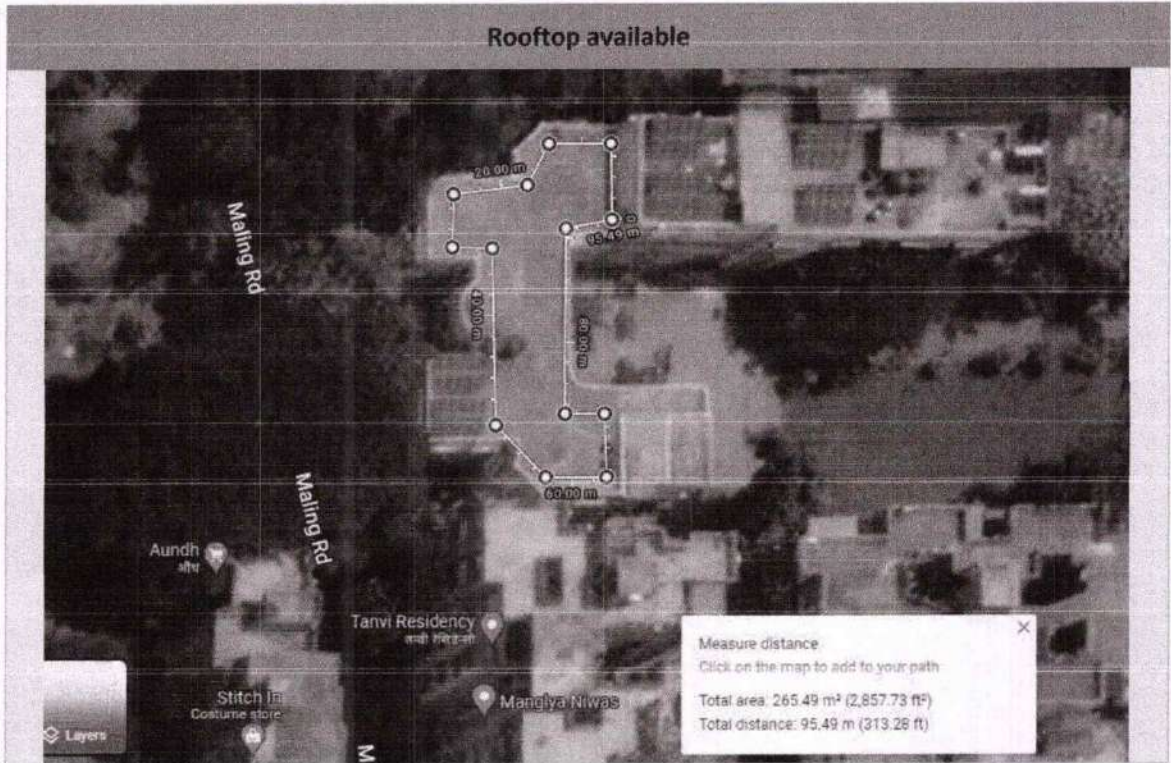 Rooftop available
20.00 m
Maling Rd
95.49 m
40.00 m
80.00 m
60.00 m
Maling Rd
Aundh
औंध
Tanvi Residency
तन्वी रेसिडेन्सी
Manglya Niwas
Stitch In
Costume store
Layers
M
Measure distance
Click on the map to add to your path
Total area: 265.49 m² (2,857.73 ft²)
Total distance: 95.49 m (313.28 ft)